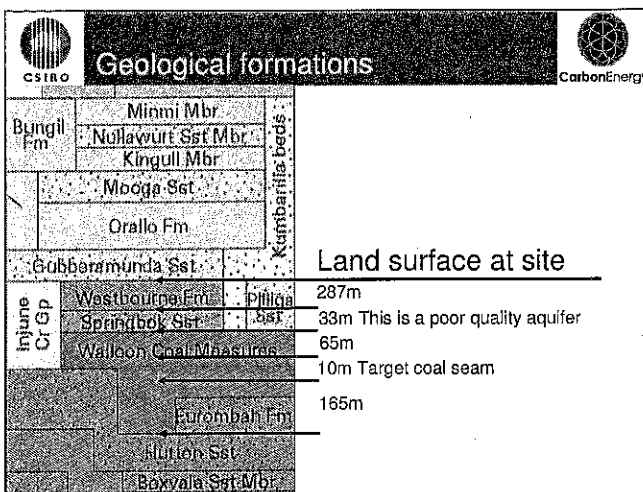 CSIRO
Geological formations
CarbonEnergy
Bungil
Fm
Minmi Mbr
Nullawurt Sst Mbr
Kingull Mbr
Mooga Sst
Orallo Fm
Kumbarilla beds
Gubberamunda Sst
Land surface at site
Injune
Cr Gp
Westbourne Fm
Pilliga
Sst
287m
Springbok Sst
33m This is a poor quality aquifer
Walloon Coal Measures
65m
10m Target coal seam
165m
Eurombah Fm
Hutton Sst
Boxvale Sst Mbr